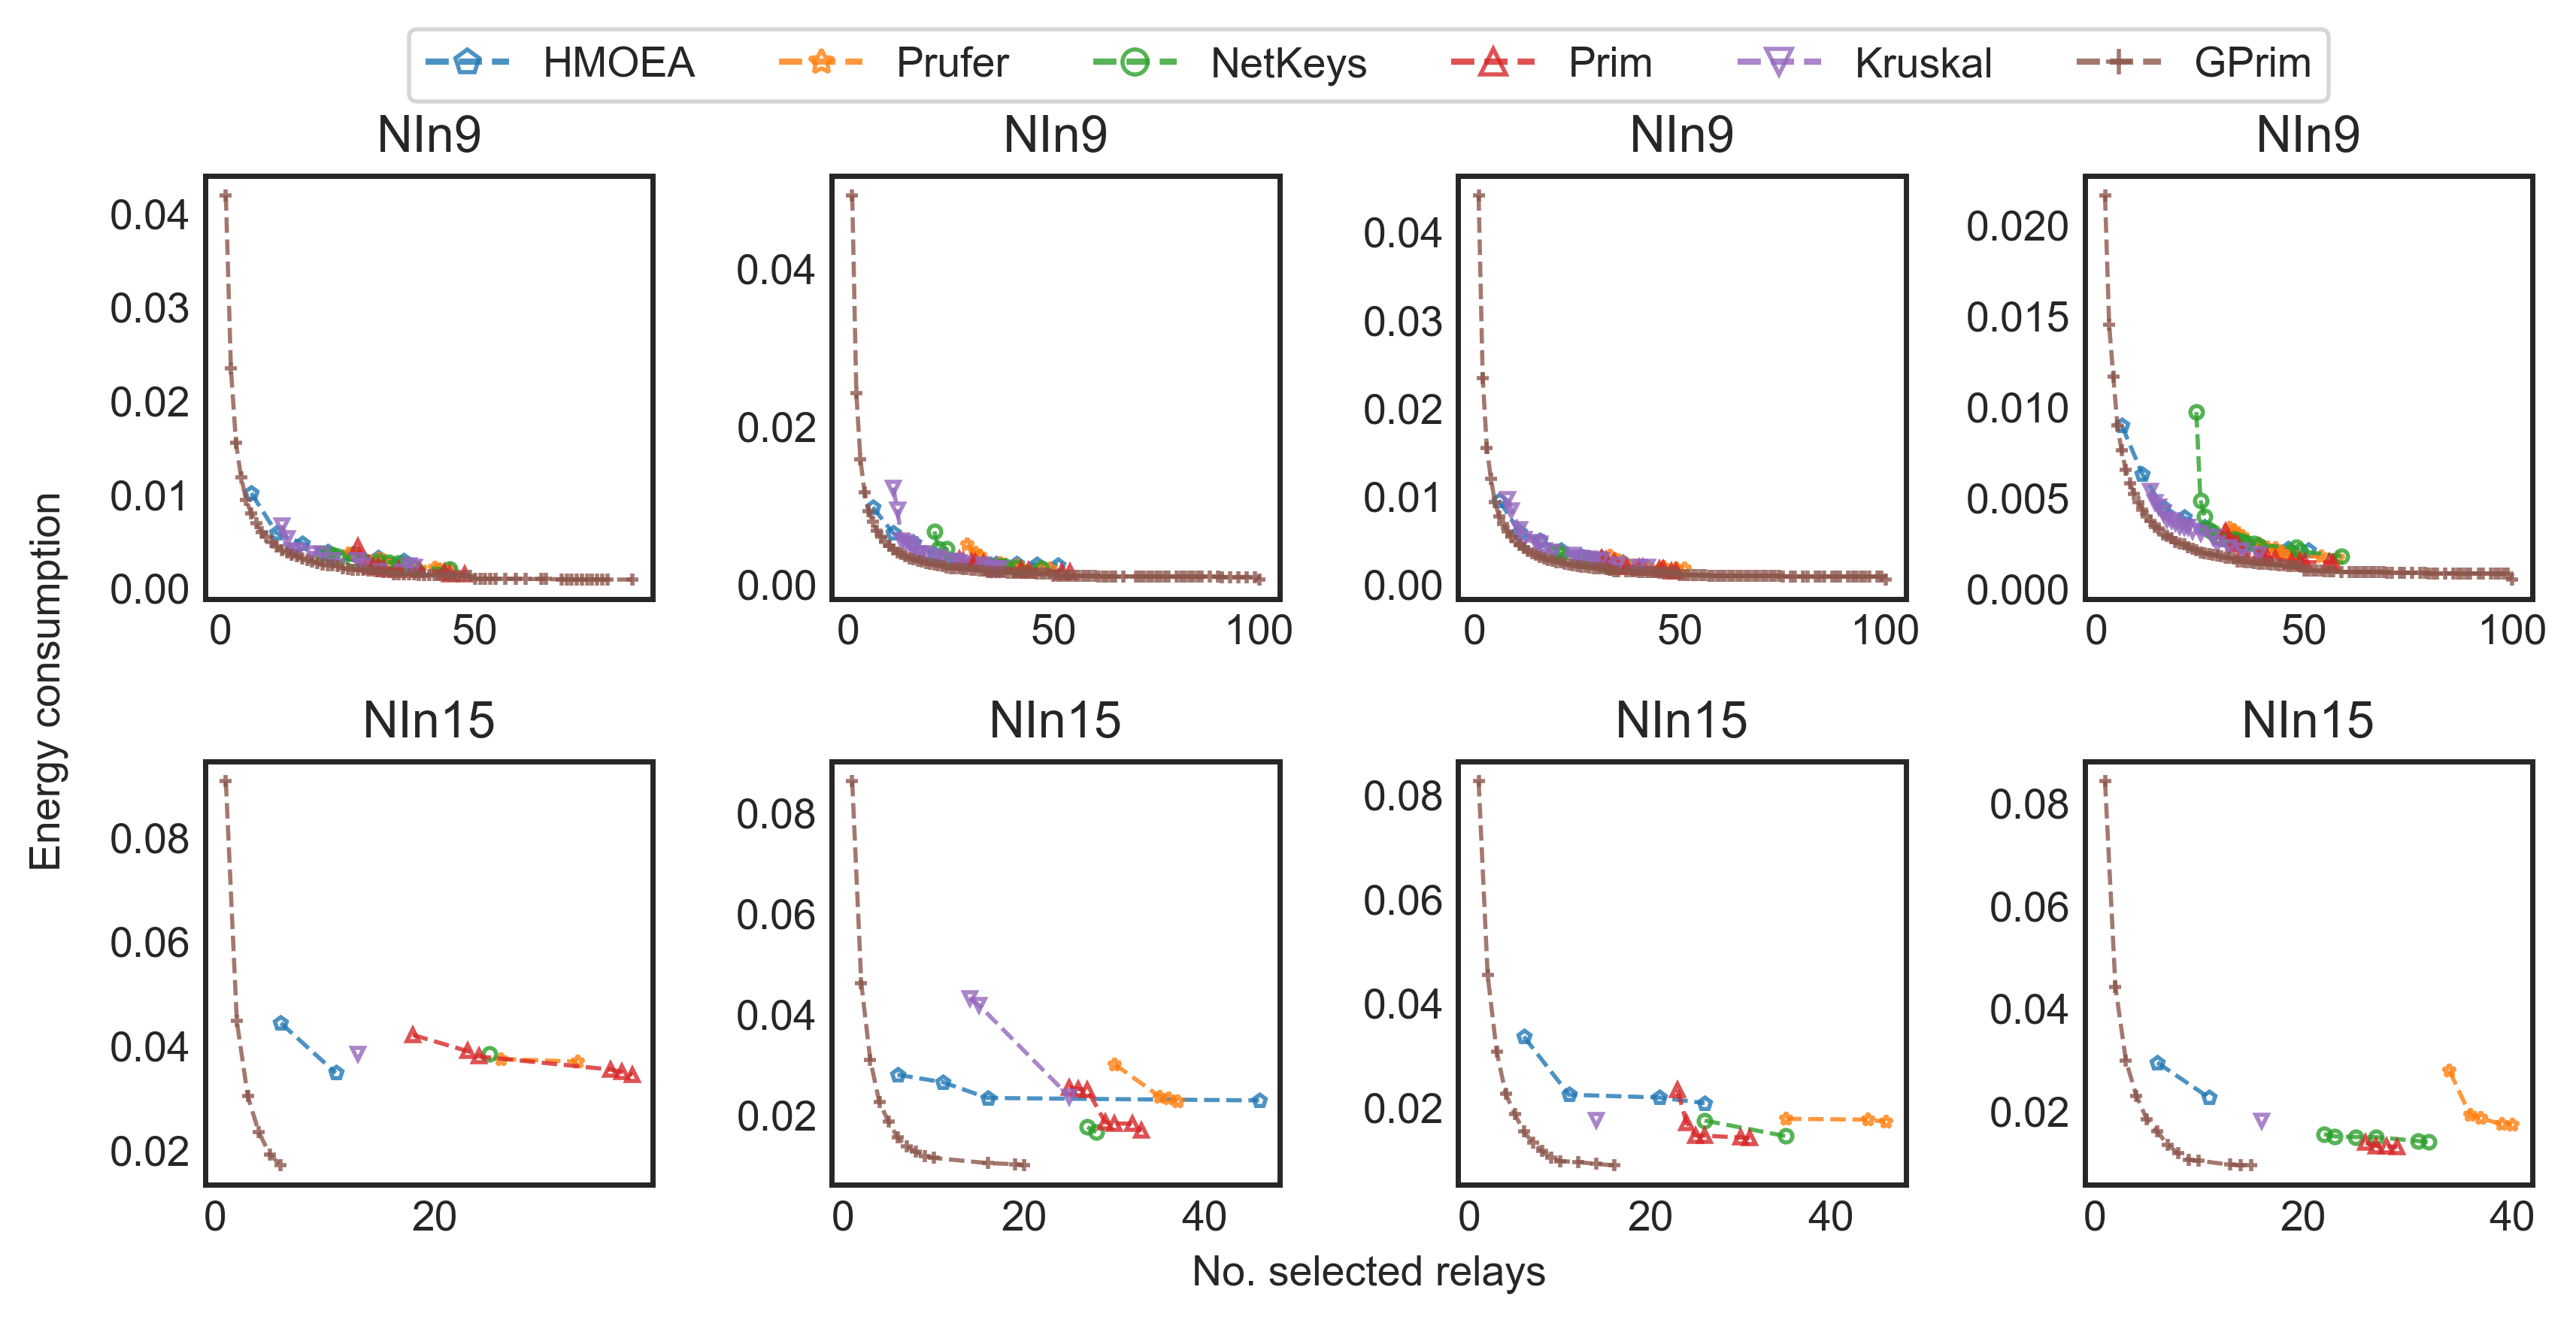 HMOEA Prufer NetKeys Prim Kruskal GPrim
NIn9 NIn9 NIn9 NIn9
0.04 0.03 0.02 0.01 0.00
0 50
0.04 0.02 0.00
0 50 100
0.04 0.03 0.02 0.01 0.00
0 50 100
0.020 0.015 0.010 0.005 0.000
0 50 100
Energy consumption
NIn15 NIn15 NIn15 NIn15
0.08 0.06 0.04 0.02
0 20
0.08 0.06 0.04 0.02
0 20 40
0.08 0.06 0.04 0.02
0 20 40
0.08 0.06 0.04 0.02
0 20 40
No. selected relays